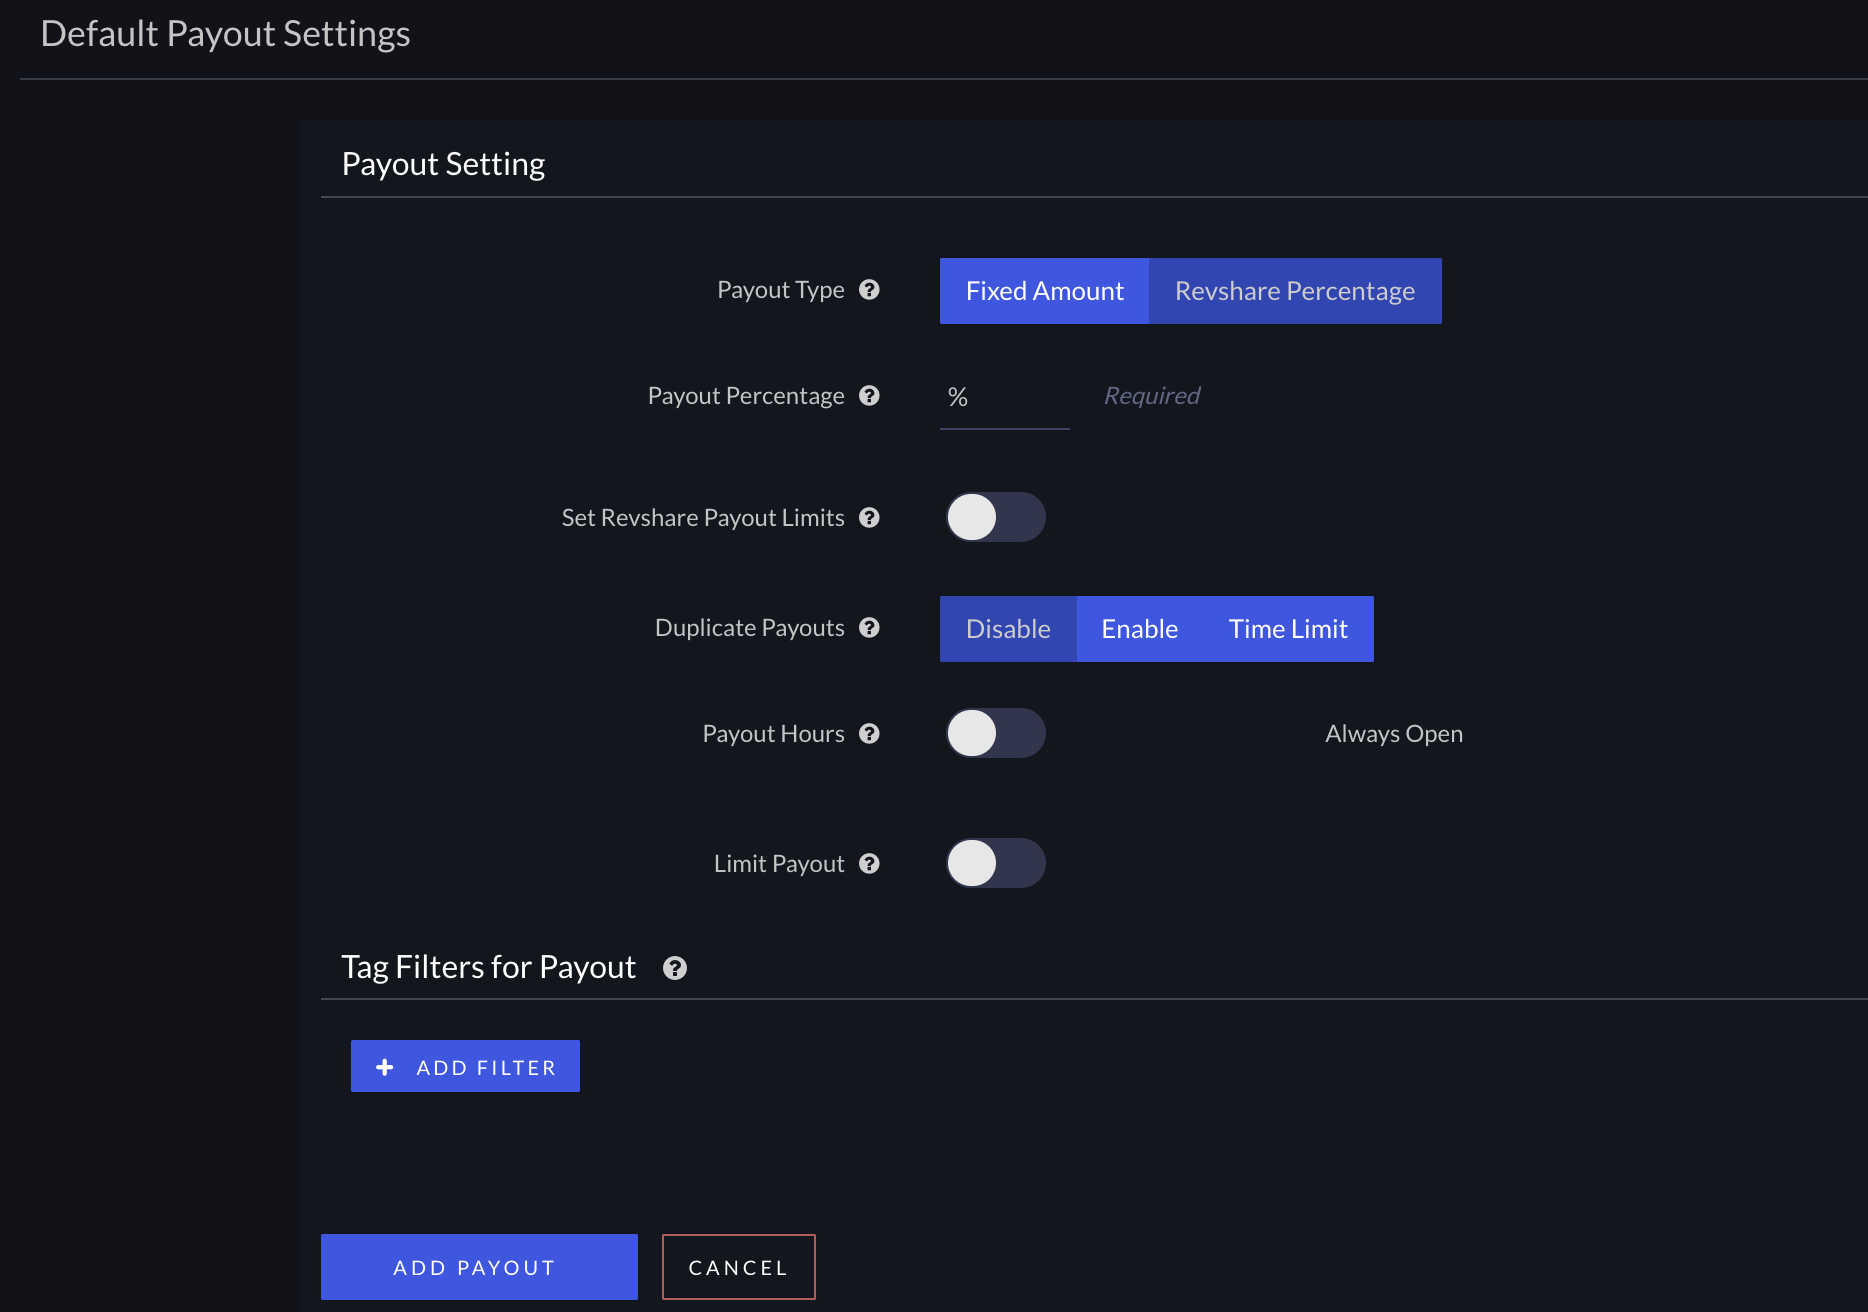 Default Payout Settings
Payout Setting
Payout Type
Fixed Amount Revshare Percentage
Payout Percentage
% Required
Set Revshare Payout Limits
Duplicate Payouts
Disable Enable Time Limit
Payout Hours
Always Open
Limit Payout
Tag Filters for Payout
+ ADD FILTER
ADD PAYOUT CANCEL